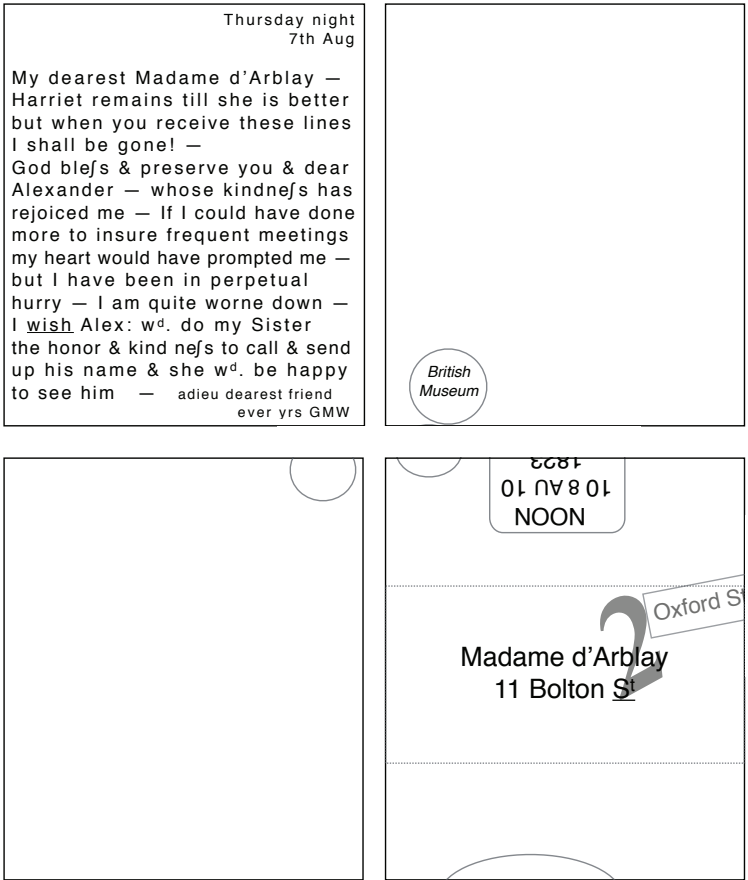 Thursday night
7th Aug
My dearest Madame d’Arblay —
Harriet remains till she is better
but when you receive these lines
I shall be gone! —
God bleſs & preserve you & dear
Alexander — whose kindneſs has
rejoiced me — If I could have done
more to insure frequent meetings
my heart would have prompted me —
but I have been in perpetual
hurry — I am quite worne down —
I wish Alex: wᵈ. do my Sister
the honor & kind neſs to call & send
up his name & she wᵈ. be happy
to see him — adieu dearest friend
ever yrs GMW
British
Museum
NOON
10 8 AU 10
1823
2
Oxford St
Madame d’Arblay
11 Bolton Sᵗ